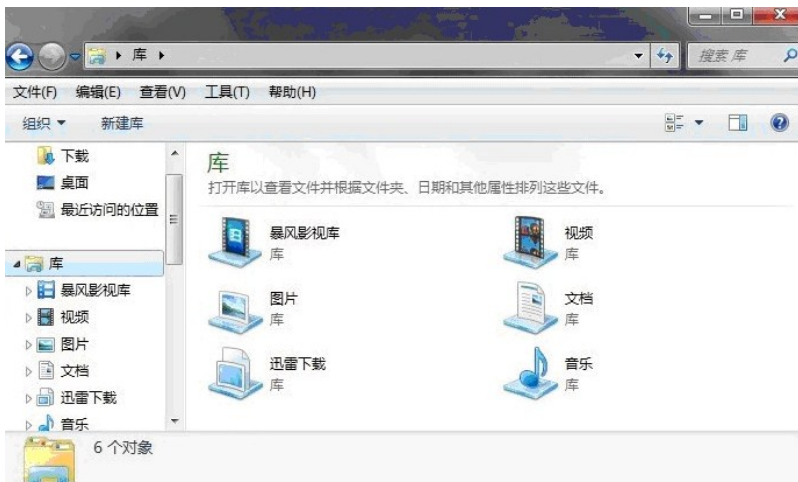 库
搜索 库
文件(F) 编辑(E) 查看(V) 工具(T) 帮助(H)
组织 新建库
下载
桌面
最近访问的位置
库
暴风影视库
视频
图片
文档
迅雷下载
音乐
库
打开库以查看文件并根据文件夹、日期和其他属性排列这些文件。
暴风影视库
库
视频
库
图片
库
文档
库
迅雷下载
库
音乐
库
6 个对象